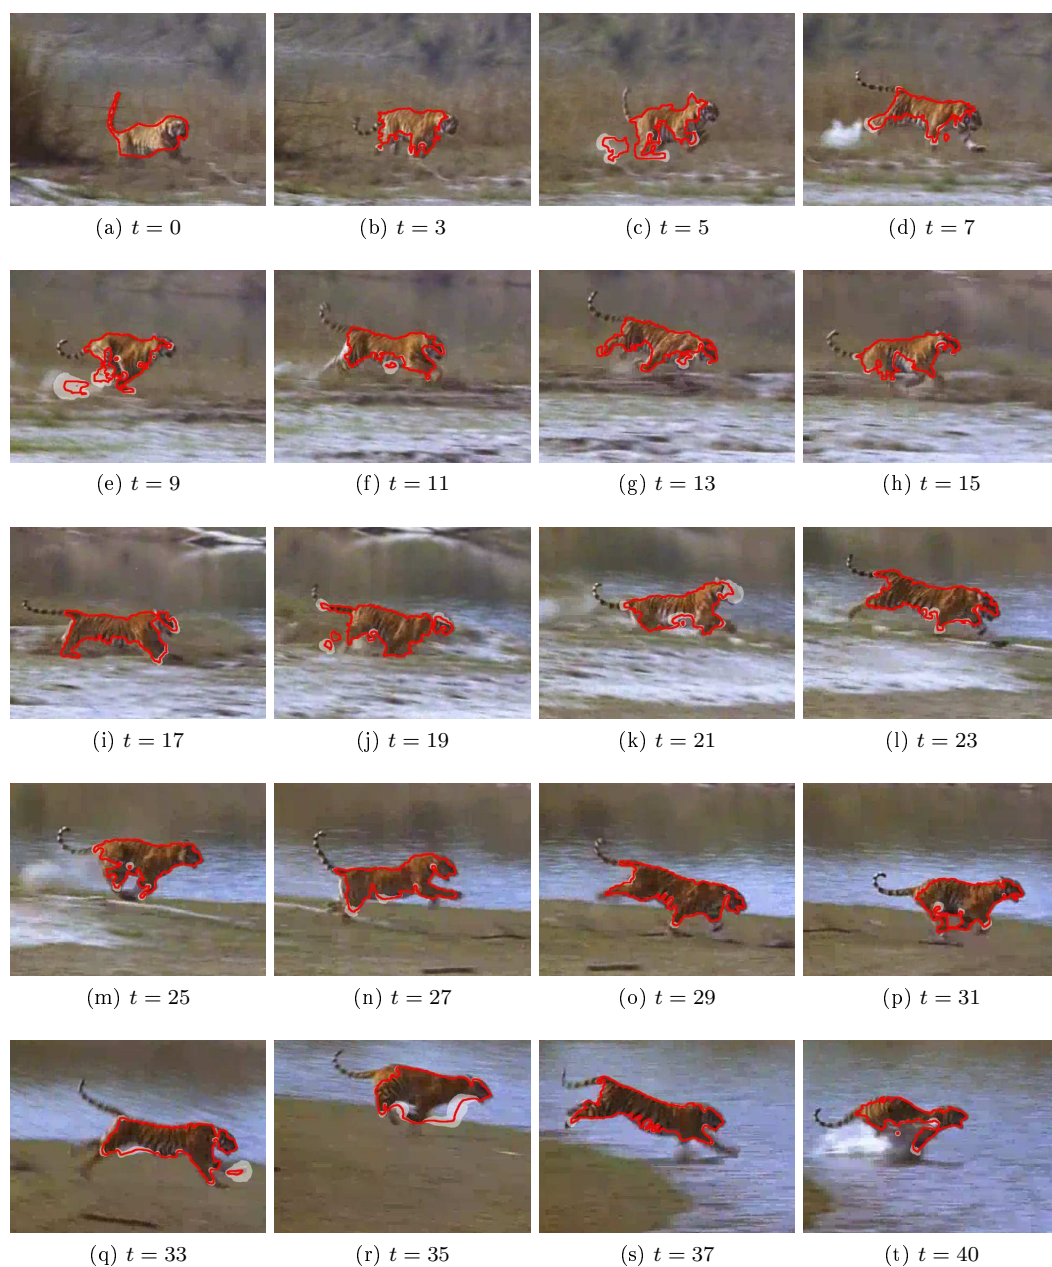 (a) t = 0 (b) t = 3 (c) t = 5 (d) t = 7
(e) t = 9 (f) t = 11 (g) t = 13 (h) t = 15
(i) t = 17 (j) t = 19 (k) t = 21 (l) t = 23
(m) t = 25 (n) t = 27 (o) t = 29 (p) t = 31
(q) t = 33 (r) t = 35 (s) t = 37 (t) t = 40